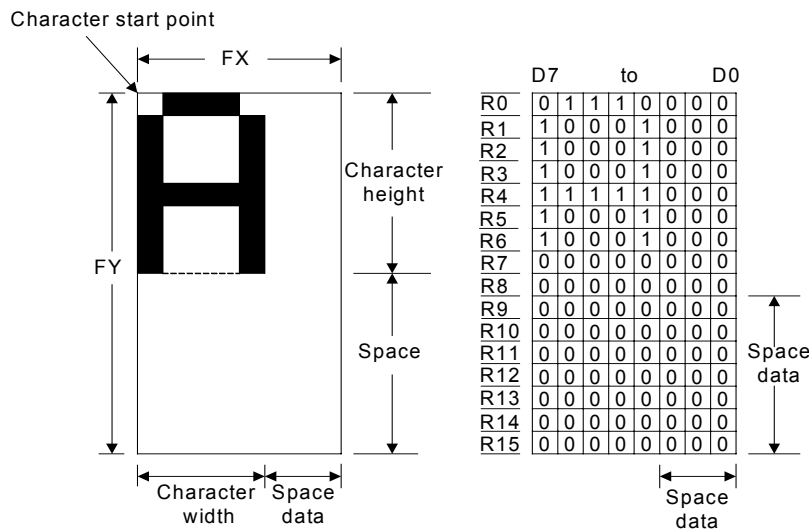 Character start point
FX
D7 to D0
R0 0 1 1 1 0 0 0 0
R1 1 0 0 0 1 0 0 0
R2 1 0 0 0 1 0 0 0
R3 1 0 0 0 1 0 0 0
R4 1 1 1 1 1 0 0 0
R5 1 0 0 0 1 0 0 0
R6 1 0 0 0 1 0 0 0
R7 0 0 0 0 0 0 0 0
R8 0 0 0 0 0 0 0 0
R9 0 0 0 0 0 0 0 0
R10 0 0 0 0 0 0 0 0
R11 0 0 0 0 0 0 0 0
R12 0 0 0 0 0 0 0 0
R13 0 0 0 0 0 0 0 0
R14 0 0 0 0 0 0 0 0
R15 0 0 0 0 0 0 0 0
Character
height
FY
Space
Space
data
Character
width
Space
data
Space
data